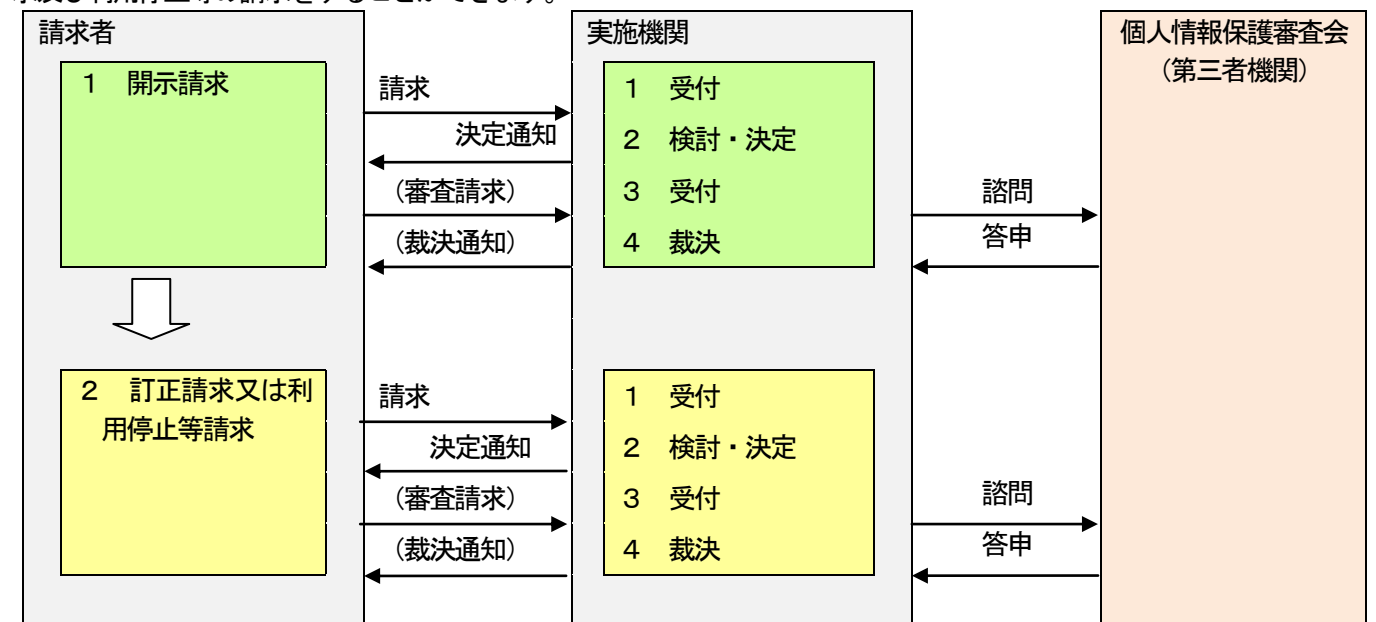 請求者
実施機関
個人情報保護審査会
（第三者機関）
１　開示請求
請求
決定通知
（審査請求）
（裁決通知）
１　受付
２　検討・決定
３　受付
４　裁決
諮問
答申
２　訂正請求又は利
用停止等請求
請求
決定通知
（審査請求）
（裁決通知）
１　受付
２　検討・決定
３　受付
４　裁決
諮問
答申